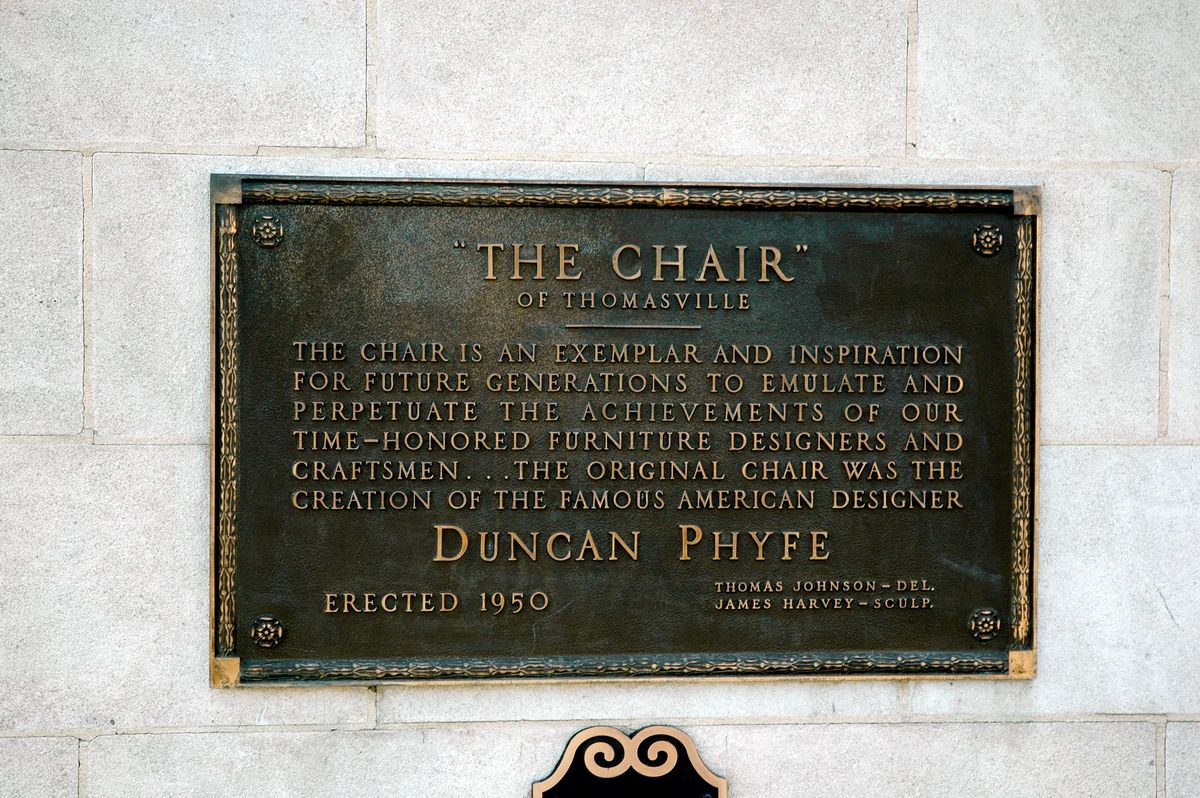 "THE CHAIR"
OF THOMASVILLE
THE CHAIR IS AN EXEMPLAR AND INSPIRATION
FOR FUTURE GENERATIONS TO EMULATE AND
PERPETUATE THE ACHIEVEMENTS OF OUR
TIME-HONORED FURNITURE DESIGNERS AND
CRAFTSMEN...THE ORIGINAL CHAIR WAS THE
CREATION OF THE FAMOUS AMERICAN DESIGNER
DUNCAN PHYFE
ERECTED 1950
THOMAS JOHNSON-DEL.
JAMES HARVEY-SCULP.